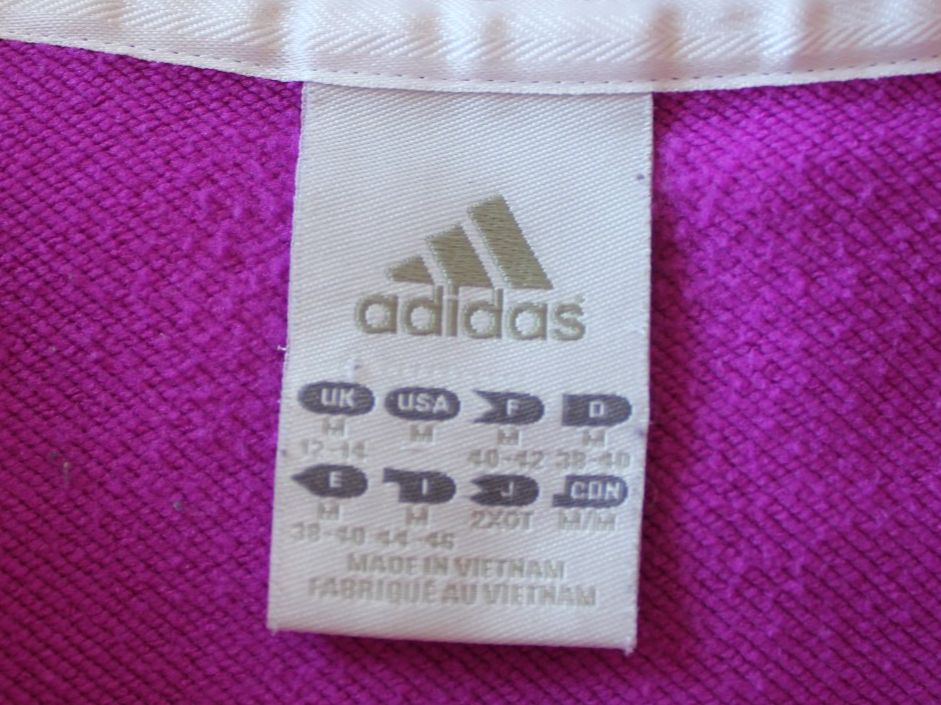 adidas
UK USA F D
M M M M
12-14 40-42 38-40
E I J CDN
M M 2XOT M/M
38-40 44-46
MADE IN VIETNAM
FABRIQUÉ AU VIETNAM